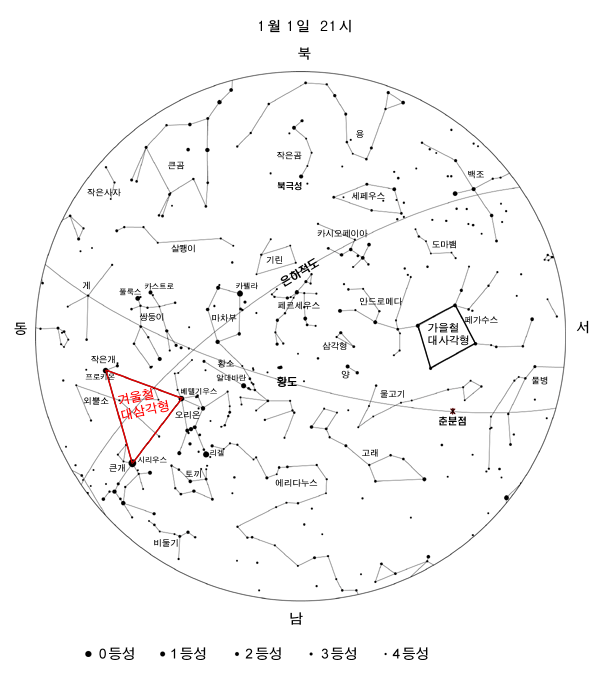 1월 1일 21시
북
용
큰곰
작은곰
백조
북극성
작은사자
세페우스
카시오페이아
도마뱀
살쾡이
기린
은하적도
게
폴룩스
카스트로
카펠라
페르세우스
안드로메다
쌍둥이
마차부
페가수스
가을철
대사각형
동
서
삼각형
작은개
황소
양
프로키온
알데바란
황도
물병
베텔기우스
물고기
외뿔소
겨울철
대삼각형
오리온
춘분점
리겔
고래
큰개
시리우스
토끼
에리다누스
비둘기
남
0등성
1등성
2등성
3등성
4등성